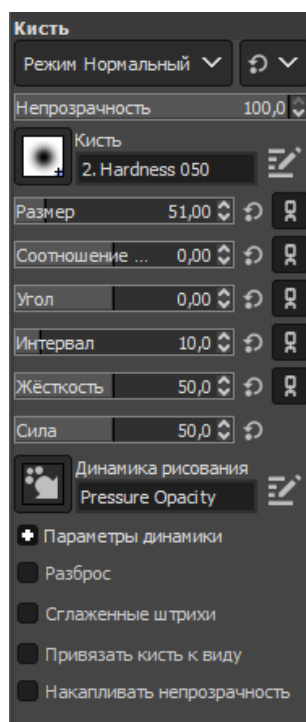 Кисть
Режим Нормальный
Непрозрачность 100,0
Кисть
2. Hardness 050
Размер 51,00
Соотношение ... 0,00
Угол 0,00
Интервал 10,0
Жёсткость 50,0
Сила 50,0
Динамика рисования
Pressure Opacity
Параметры динамики
Разброс
Сглаженные штрихи
Привязать кисть к виду
Накапливать непрозрачность